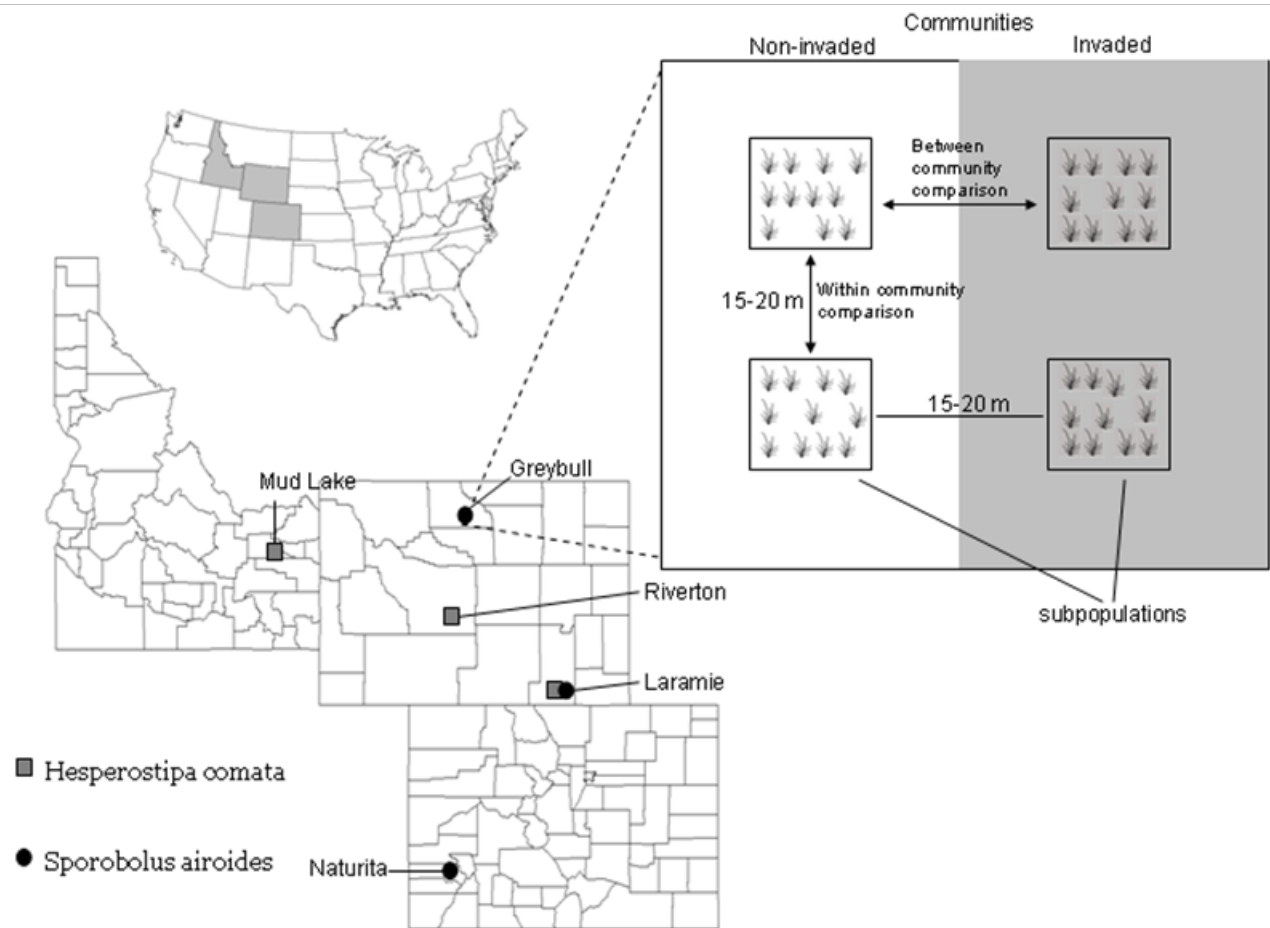 Communities
Non-invaded
Invaded
Between
community
comparison
15-20 m
Within community
comparison
15-20 m
Greybull
Mud Lake
Riverton
subpopulations
Laramie
Hesperostipa comata
Sporobolus airoides
Naturita